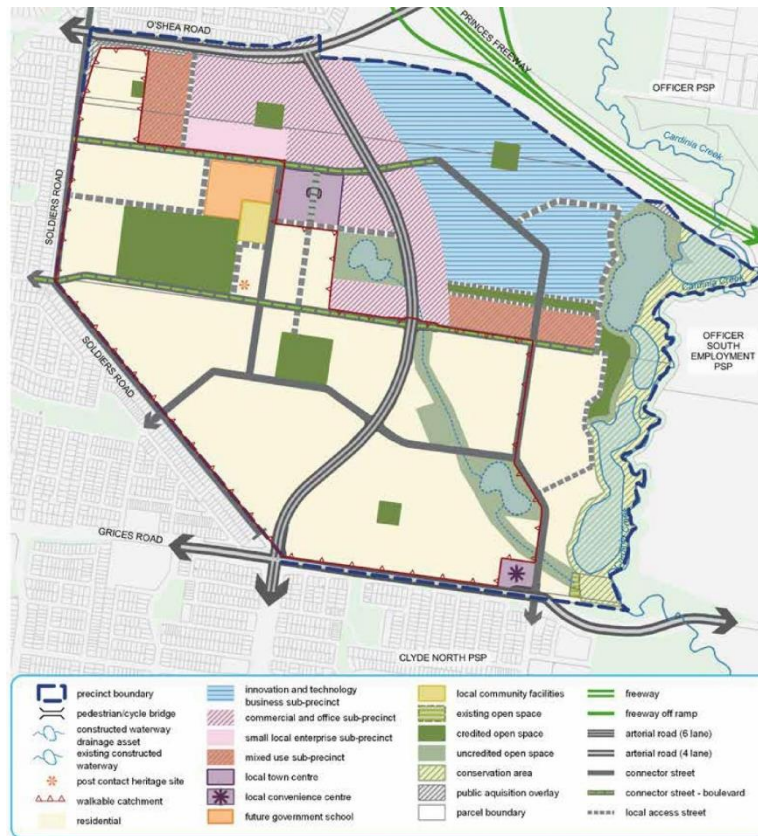 O'SHEA ROAD
PRINCES FREEWAY
OFFICER PSP
Cardinia Creek
SOLDIERS ROAD
Cardinia Creek
OFFICER
SOUTH
EMPLOYMENT
PSP
SOLDIERS ROAD
GRICES ROAD
CLYDE NORTH PSP
precinct boundary
pedestrian/cycle bridge
constructed waterway
drainage asset
existing constructed
waterway
post contact heritage site
walkable catchment
residential
innovation and technology
business sub-precinct
commercial and office sub-precinct
small local enterprise sub-precinct
mixed use sub-precinct
local town centre
local convenience centre
future government school
local community facilities
existing open space
credited open space
uncredited open space
conservation area
public aquisition overlay
parcel boundary
freeway
freeway off ramp
arterial road (6 lane)
arterial road (4 lane)
connector street
connector street - boulevard
local access street